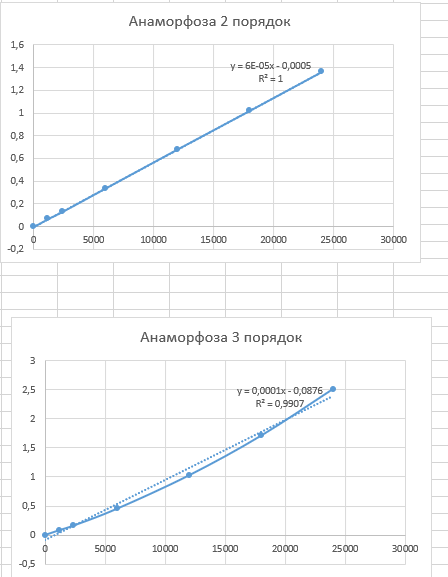 Анаморфоза 2 порядок
1,6
1,4
y = 6E-05x - 0,0005
R² = 1
1,2
1
0,8
0,6
0,4
0,2
0
-0,2
0 5000 10000 15000 20000 25000 30000
Анаморфоза 3 порядок
3
2,5
y = 0,0001x - 0,0876
R² = 0,9907
2
1,5
1
0,5
0
-0,5
0 5000 10000 15000 20000 25000 30000